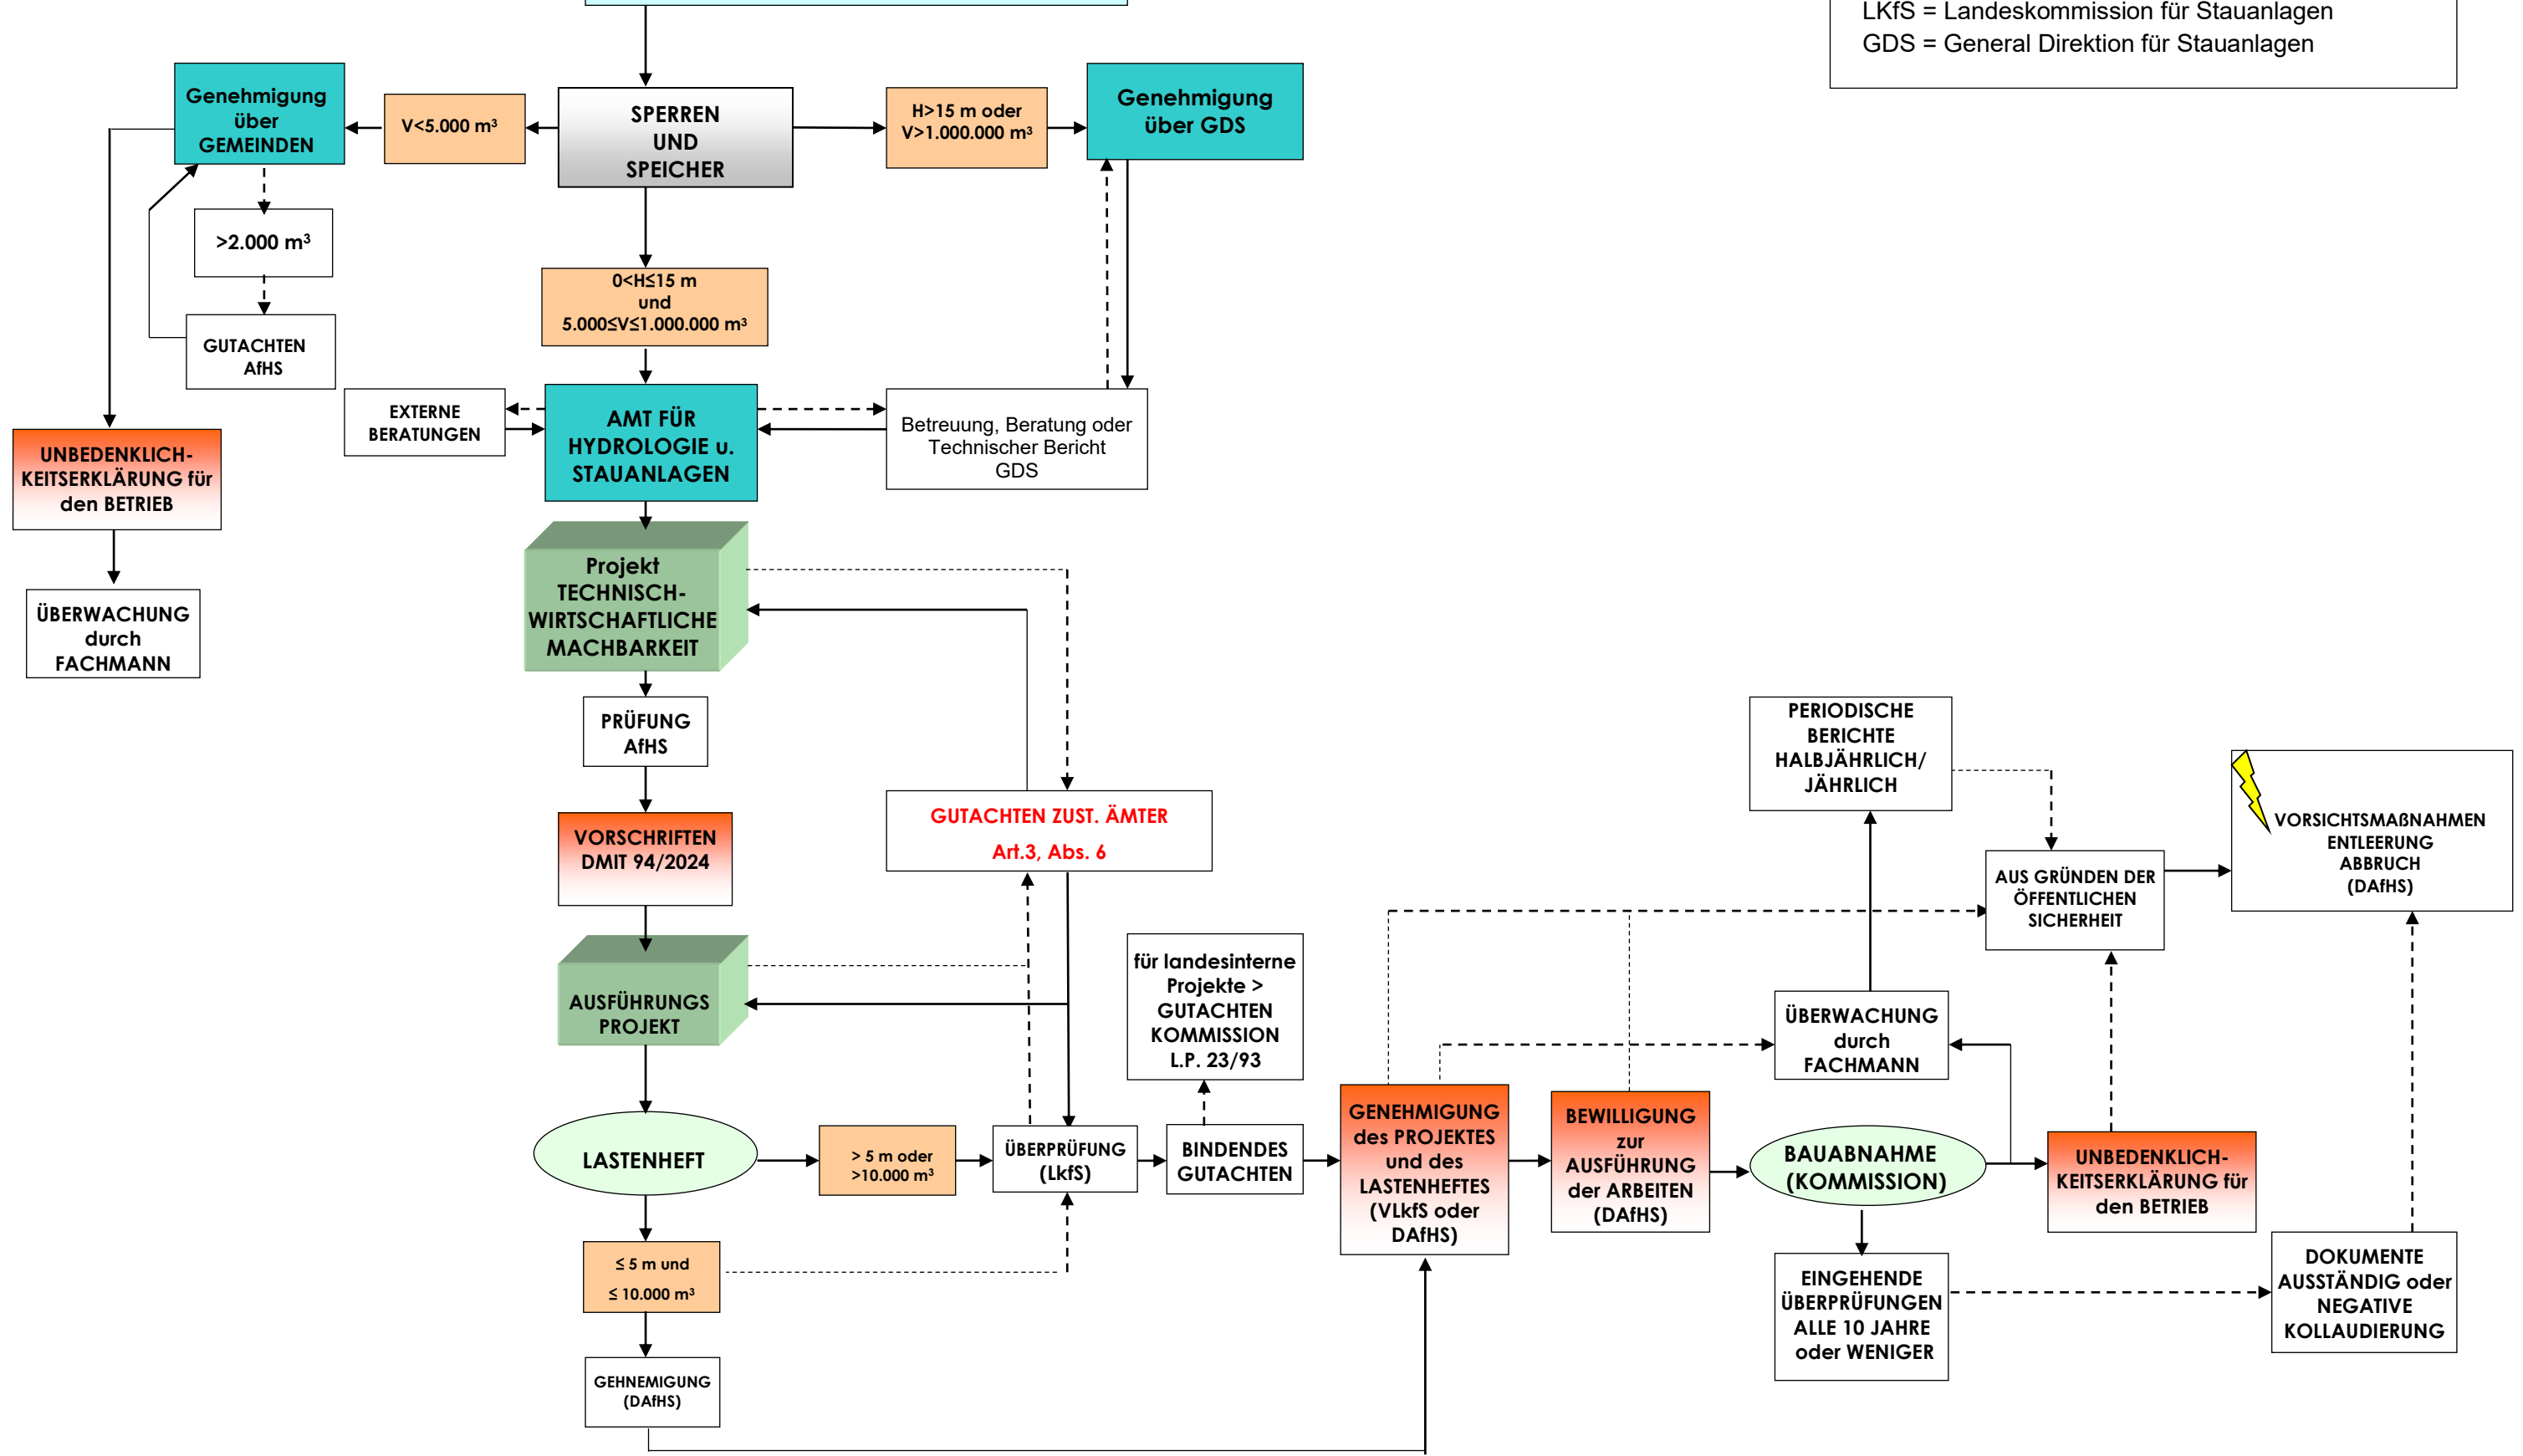 LKfS = Landeskommission für Stauanlagen
GDS = General Direktion für Stauanlagen
Genehmigung
über
GEMEINDEN
V<5.000 m³
SPERREN
UND
SPEICHER
H>15 m oder
V>1.000.000 m³
Genehmigung
über GDS
>2.000 m³
0<H≤15 m
und
5.000≤V≤1.000.000 m³
GUTACHTEN
AfHS
EXTERNE
BERATUNGEN
AMT FÜR
HYDROLOGIE u.
STAUANLAGEN
Betreuung, Beratung oder
Technischer Bericht
GDS
UNBEDENKLICH-
KEITSERKLÄRUNG für
den BETRIEB
ÜBERWACHUNG
durch
FACHMANN
Projekt
TECHNISCH-
WIRTSCHAFTLICHE
MACHBARKEIT
PRÜFUNG
AfHS
VORSCHRIFTEN
DMIT 94/2024
GUTACHTEN ZUST. ÄMTER
Art.3, Abs. 6
PERIODISCHE
BERICHTE
HALBJÄHRLICH/
JÄHRLICH
VORSICHTSMAßNAHMEN
ENTLEERUNG
ABBRUCH
(DAfHS)
AUS GRÜNDEN DER
ÖFFENTLICHEN
SICHERHEIT
AUSFÜHRUNGS
PROJEKT
für landesinterne
Projekte >
GUTACHTEN
KOMMISSION
L.P. 23/93
ÜBERWACHUNG
durch
FACHMANN
LASTENHEFT
> 5 m oder
>10.000 m³
ÜBERPRÜFUNG
(LkfS)
BINDENDES
GUTACHTEN
GENEHMIGUNG
des PROJEKTES
und des
LASTENHEFTES
(VLkfS oder
DAfHS)
BEWILLIGUNG
zur
AUSFÜHRUNG
der ARBEITEN
(DAfHS)
BAUABNAHME
(KOMMISSION)
UNBEDENKLICH-
KEITSERKLÄRUNG für
den BETRIEB
≤ 5 m und
≤ 10.000 m³
EINGEHENDE
ÜBERPRÜFUNGEN
ALLE 10 JAHRE
oder WENIGER
DOKUMENTE
AUSSTÄNDIG oder
NEGATIVE
KOLLAUDIERUNG
GEHNEMIGUNG
(DAfHS)